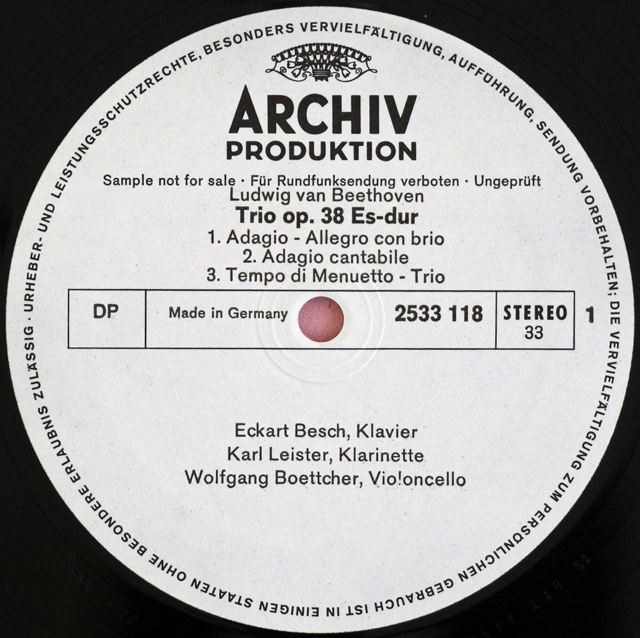 URHEBER- UND LEISTUNGSSCHUTZRECHTE, BESONDERS VERVIELFÄLTIGUNG, AUFFÜHRUNG, SENDUNG VORBEHALTEN; DIE VERVIELFÄLTIGUNG ZUM PERSÖNLICHEN GEBRAUCH IST IN EINIGEN STAATEN OHNE BESONDERE ERLAUBNIS ZULÄSSIG ·
ARCHIV
PRODUKTION
Sample not for sale · Für Rundfunksendung verboten · Ungeprüft
Ludwig van Beethoven
Trio op. 38 Es-dur
1. Adagio - Allegro con brio
2. Adagio cantabile
3. Tempo di Menuetto - Trio
DP Made in Germany 2533 118 STEREO 33 1
Eckart Besch, Klavier
Karl Leister, Klarinette
Wolfgang Boettcher, Vio!oncello